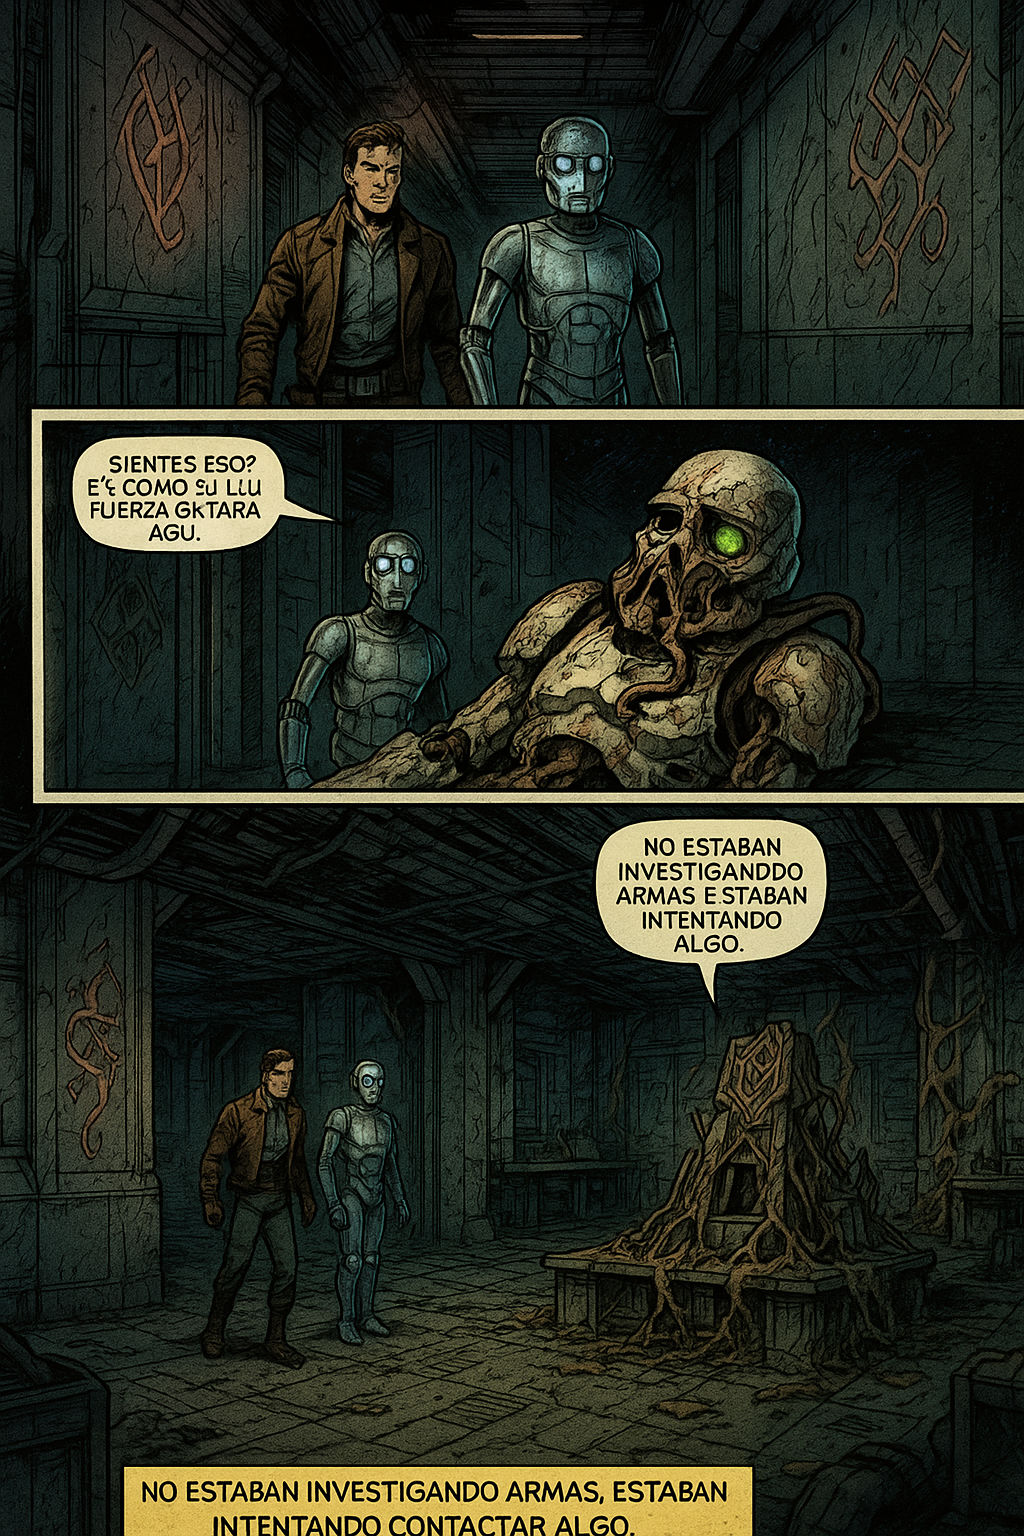 SIENTES ESO?
COMO
FUERZA
AGU.
NO ESTABAN
INVESTIGANDDO
ARMAS E.STABAN
INTENTANDO
ALGO.
NO ESTABAN INVESTIGANDO ARMAS, ESTABAN
INTENTANDO CONTACTAR ALGO.